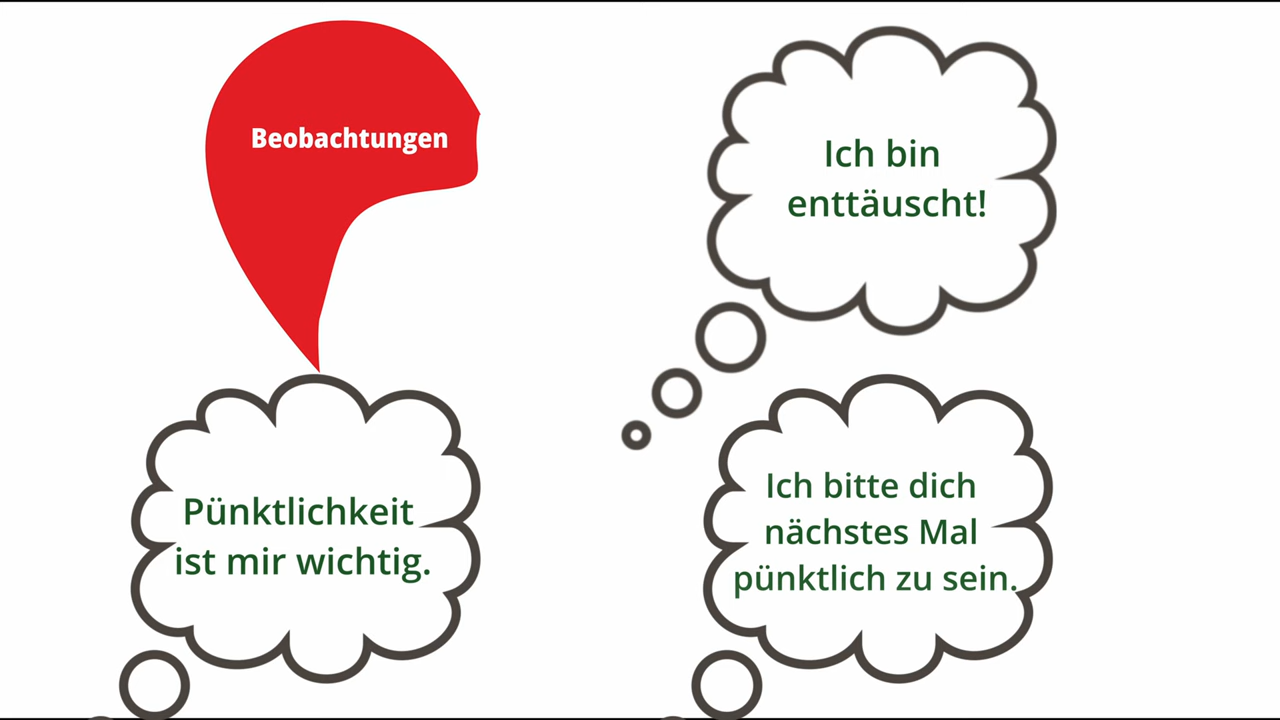 Beobachtungen
Ich bin
enttäuscht!
Pünktlichkeit
ist mir wichtig.
Ich bitte dich
nächstes Mal
pünktlich zu sein.